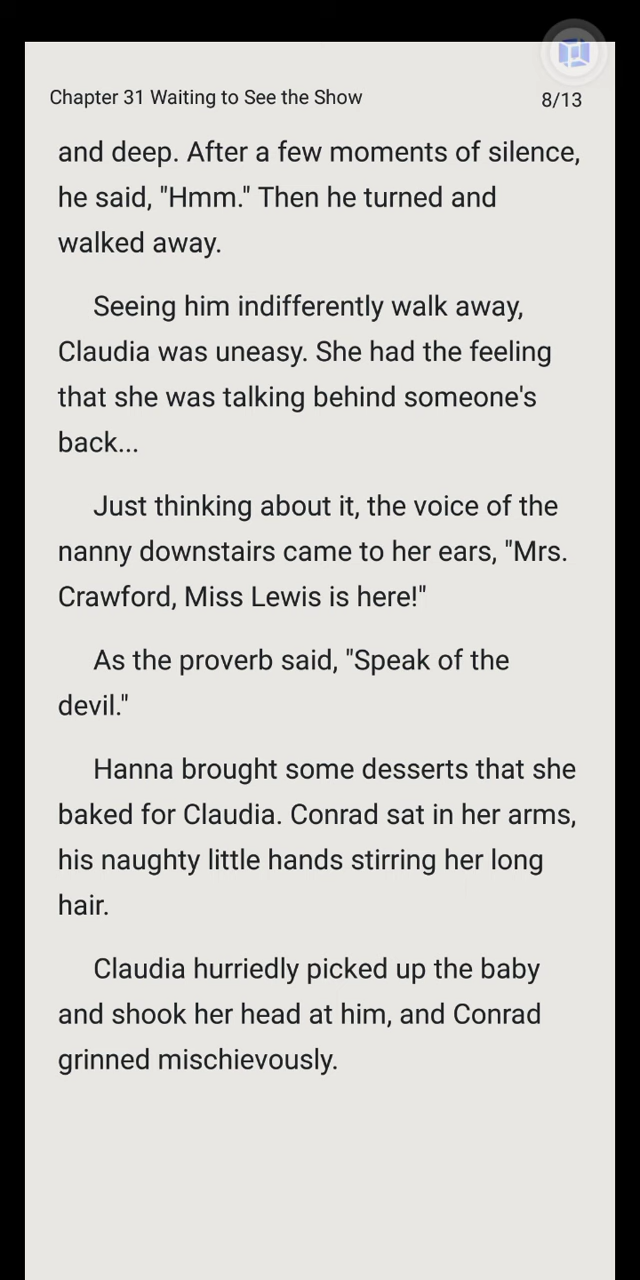 Chapter 31 Waiting to See the Show
8/13
and deep. After a few moments of silence,
he said, "Hmm." Then he turned and
walked away.
Seeing him indifferently walk away,
Claudia was uneasy. She had the feeling
that she was talking behind someone's
back...
Just thinking about it, the voice of the
nanny downstairs came to her ears, "Mrs.
Crawford, Miss Lewis is here!"
As the proverb said, "Speak of the
devil."
Hanna brought some desserts that she
baked for Claudia. Conrad sat in her arms,
his naughty little hands stirring her long
hair.
Claudia hurriedly picked up the baby
and shook her head at him, and Conrad
grinned mischievously.